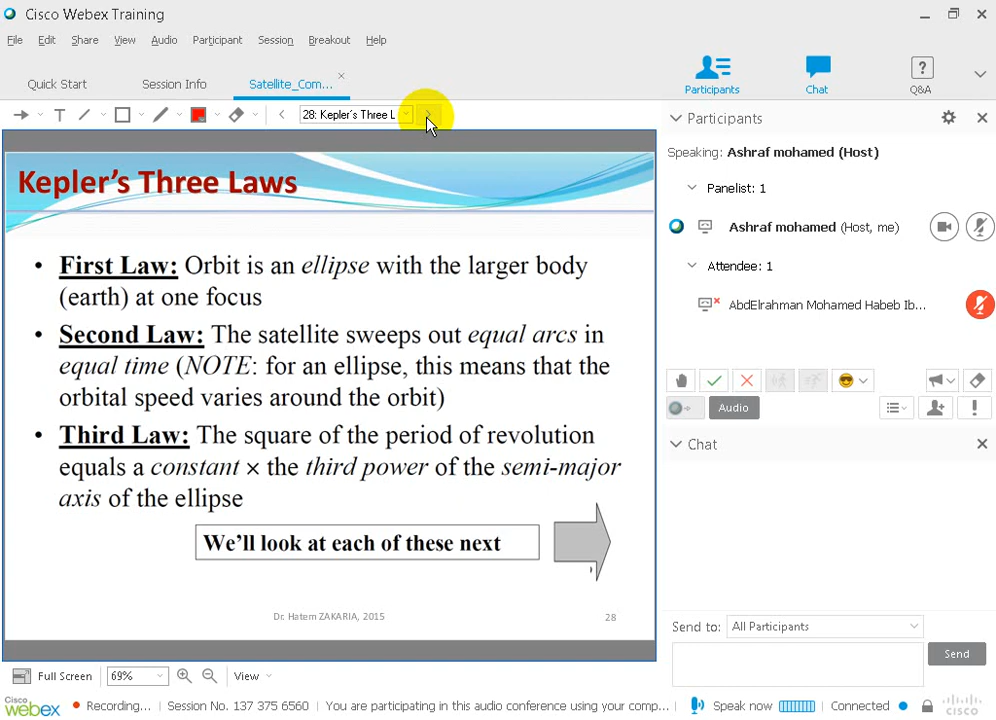 Cisco Webex Training
File Edit Share View Audio Participant Session Breakout Help
Quick Start Session Info Satellite_Com...
Participants Chat Q&A
T 28: Kepler's Three L
Kepler's Three Laws
• First Law: Orbit is an ellipse with the larger body
(earth) at one focus
• Second Law: The satellite sweeps out equal arcs in
equal time (NOTE: for an ellipse, this means that the
orbital speed varies around the orbit)
• Third Law: The square of the period of revolution
equals a constant × the third power of the semi-major
axis of the ellipse
We'll look at each of these next
Dr. Hatem ZAKARIA, 2015 28
Participants
Speaking: Ashraf mohamed (Host)
Panelist: 1
Ashraf mohamed (Host, me)
Attendee: 1
AbdElrahman Mohamed Habeb Ib...
Audio
Chat
Send to: All Participants
Send
Full Screen 69% View
Cisco webex Recording... Session No. 137 375 6560 You are participating in this audio conference using your comp... Speak now Connected cisco